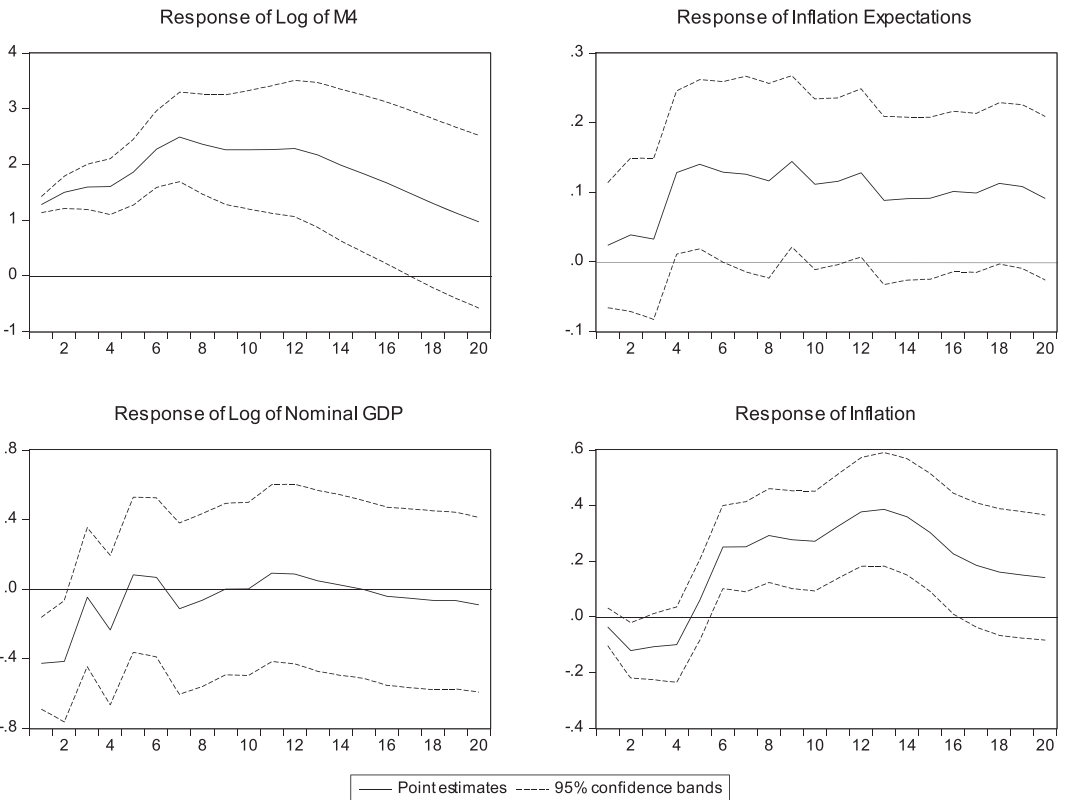 Response of Log of M4
4
3
2
1
0
-1
2 4 6 8 10 12 14 16 18 20
Response of Inflation Expectations
.3
.2
.1
.0
-.1
2 4 6 8 10 12 14 16 18 20
Response of Log of Nominal GDP
.8
.4
.0
-.4
-.8
2 4 6 8 10 12 14 16 18 20
Response of Inflation
.6
.4
.2
.0
-.2
-.4
2 4 6 8 10 12 14 16 18 20
Point estimates 95% confidence bands